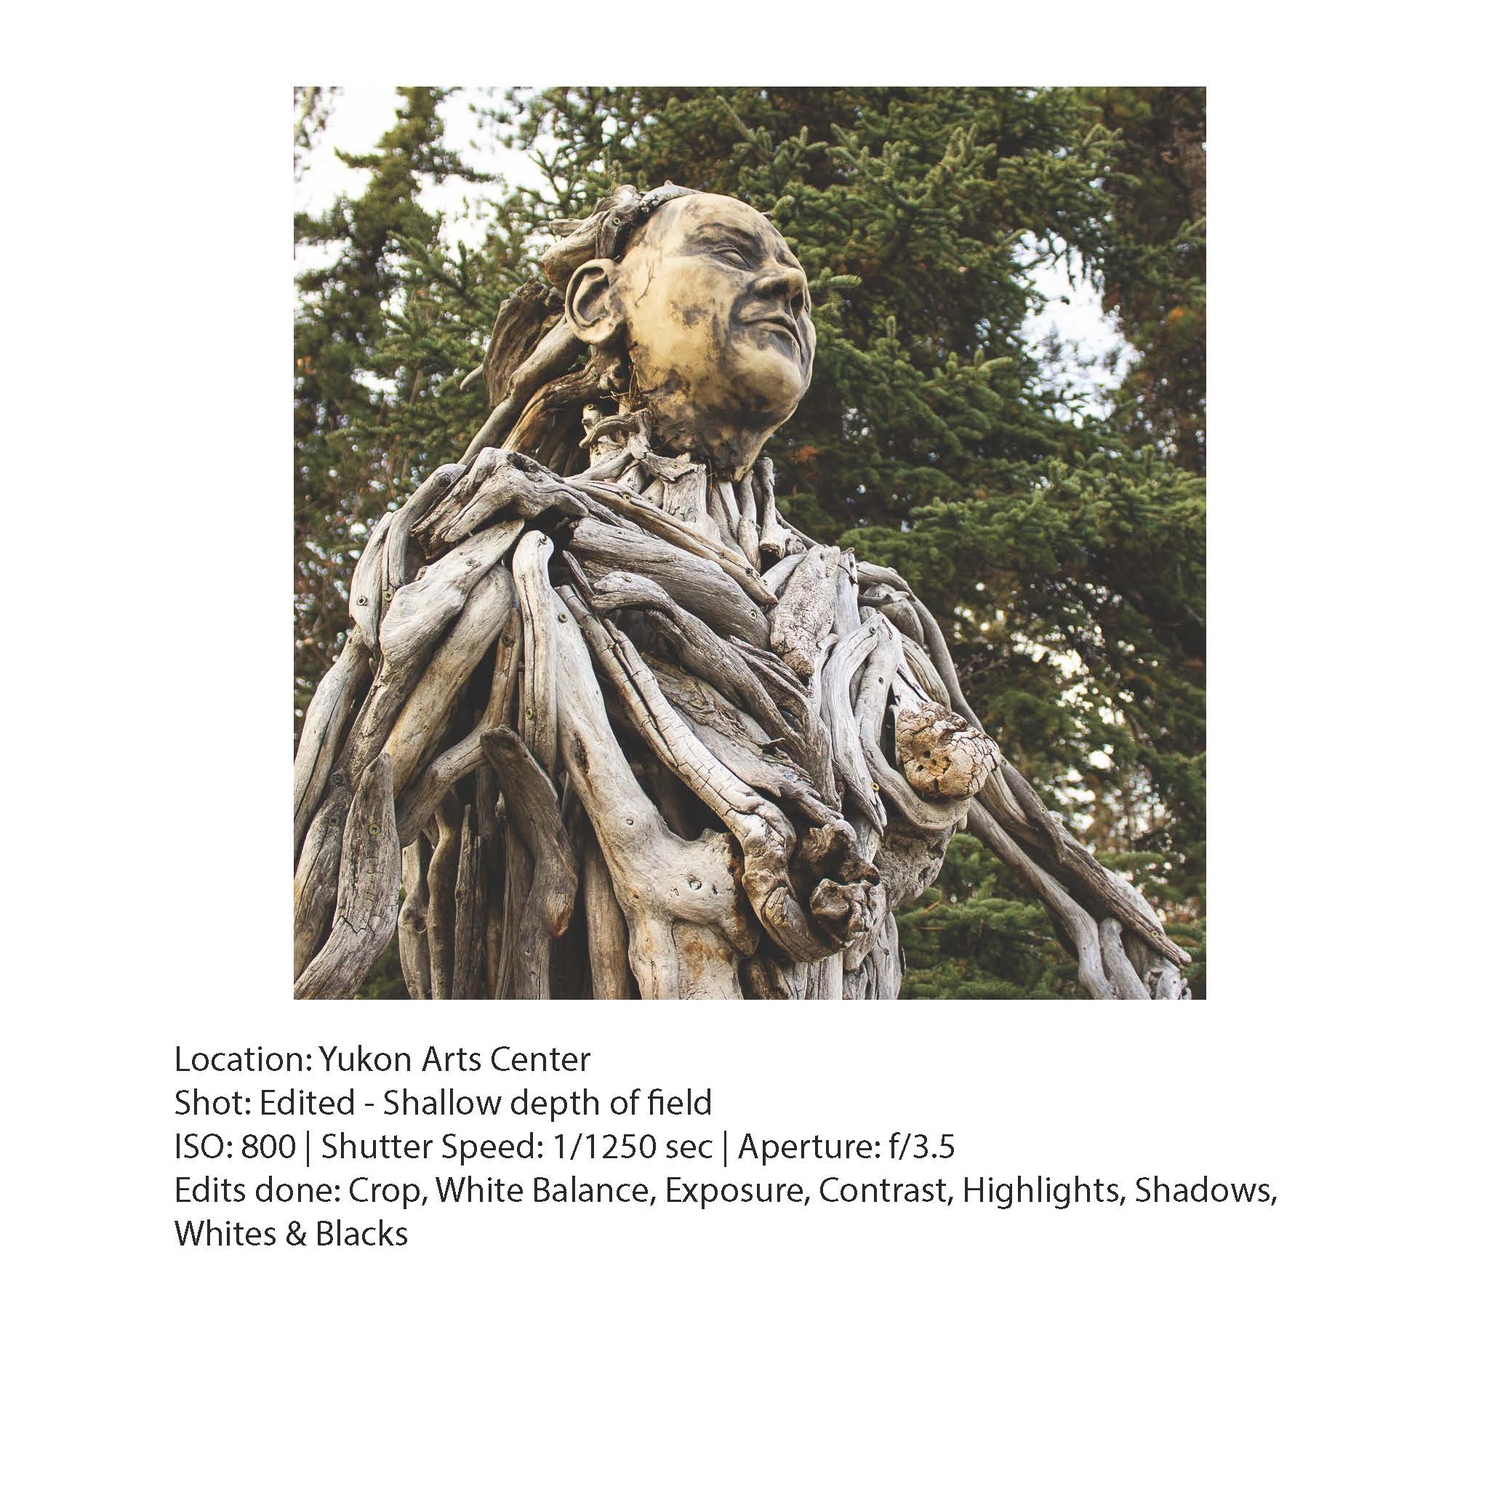 Location: Yukon Arts Center
Shot: Edited - Shallow depth of field
ISO: 800 | Shutter Speed: 1/1250 sec | Aperture: f/3.5
Edits done: Crop, White Balance, Exposure, Contrast, Highlights, Shadows,
Whites & Blacks